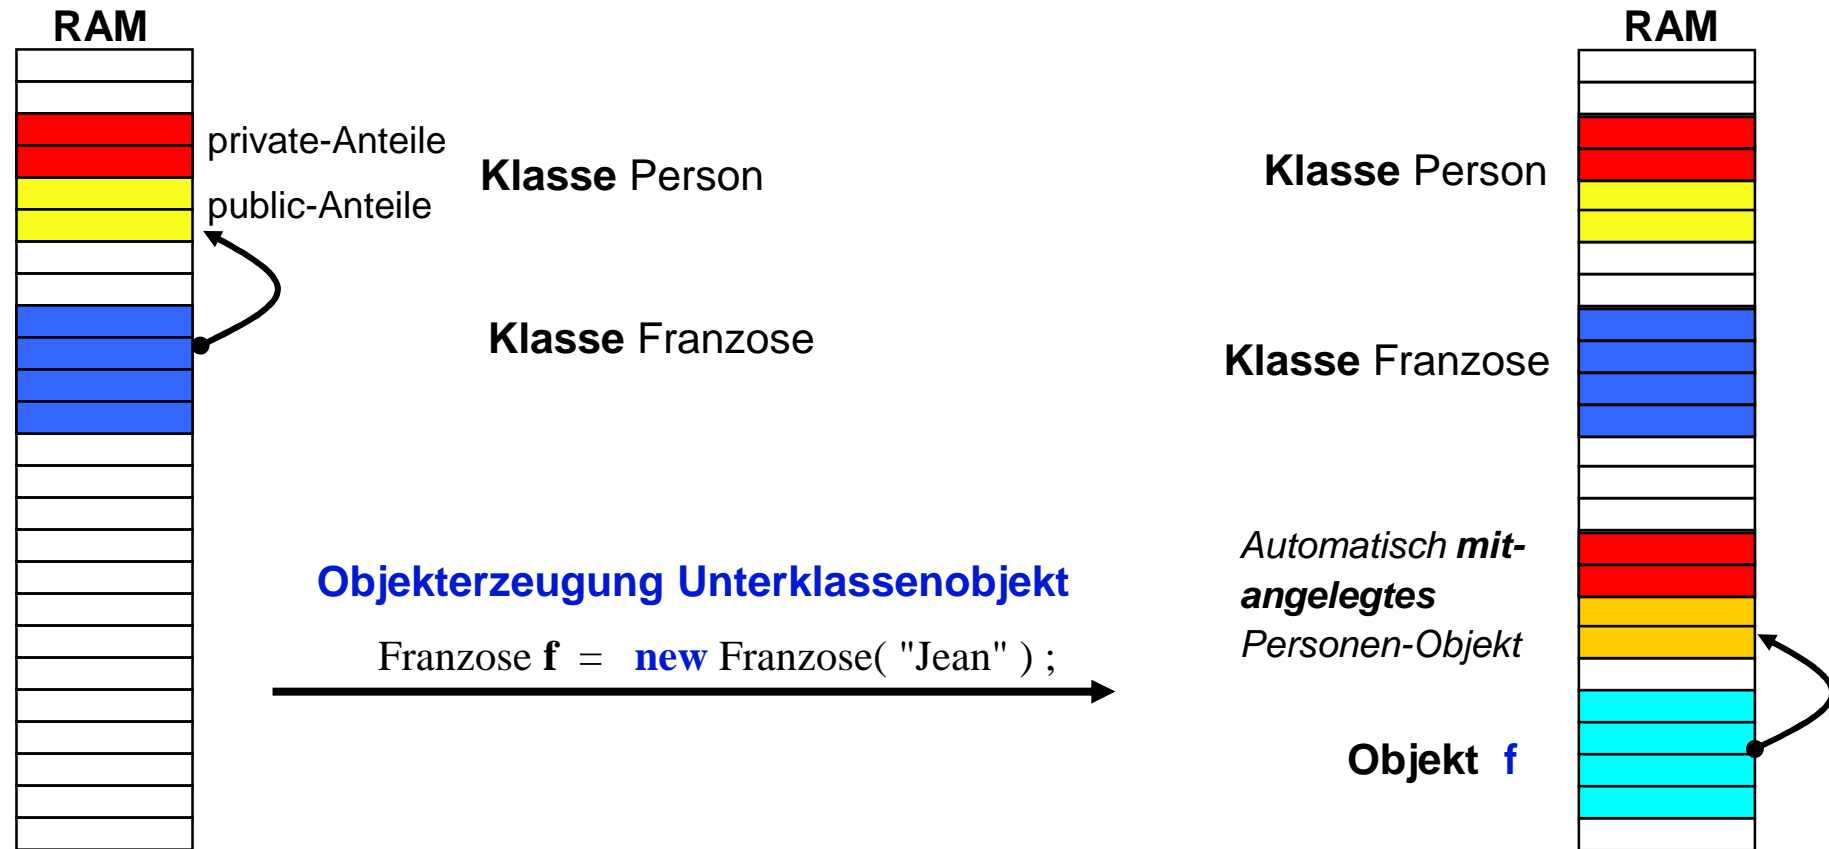 RAM
private-Anteile
public-Anteile
Klasse Person
Klasse Franzose
Objekterzeugung Unterklassenobjekt
Franzose f = new Franzose( "Jean" ) ;
RAM
Klasse Person
Klasse Franzose
Automatisch mit-
angelegtes
Personen-Objekt
Objekt f